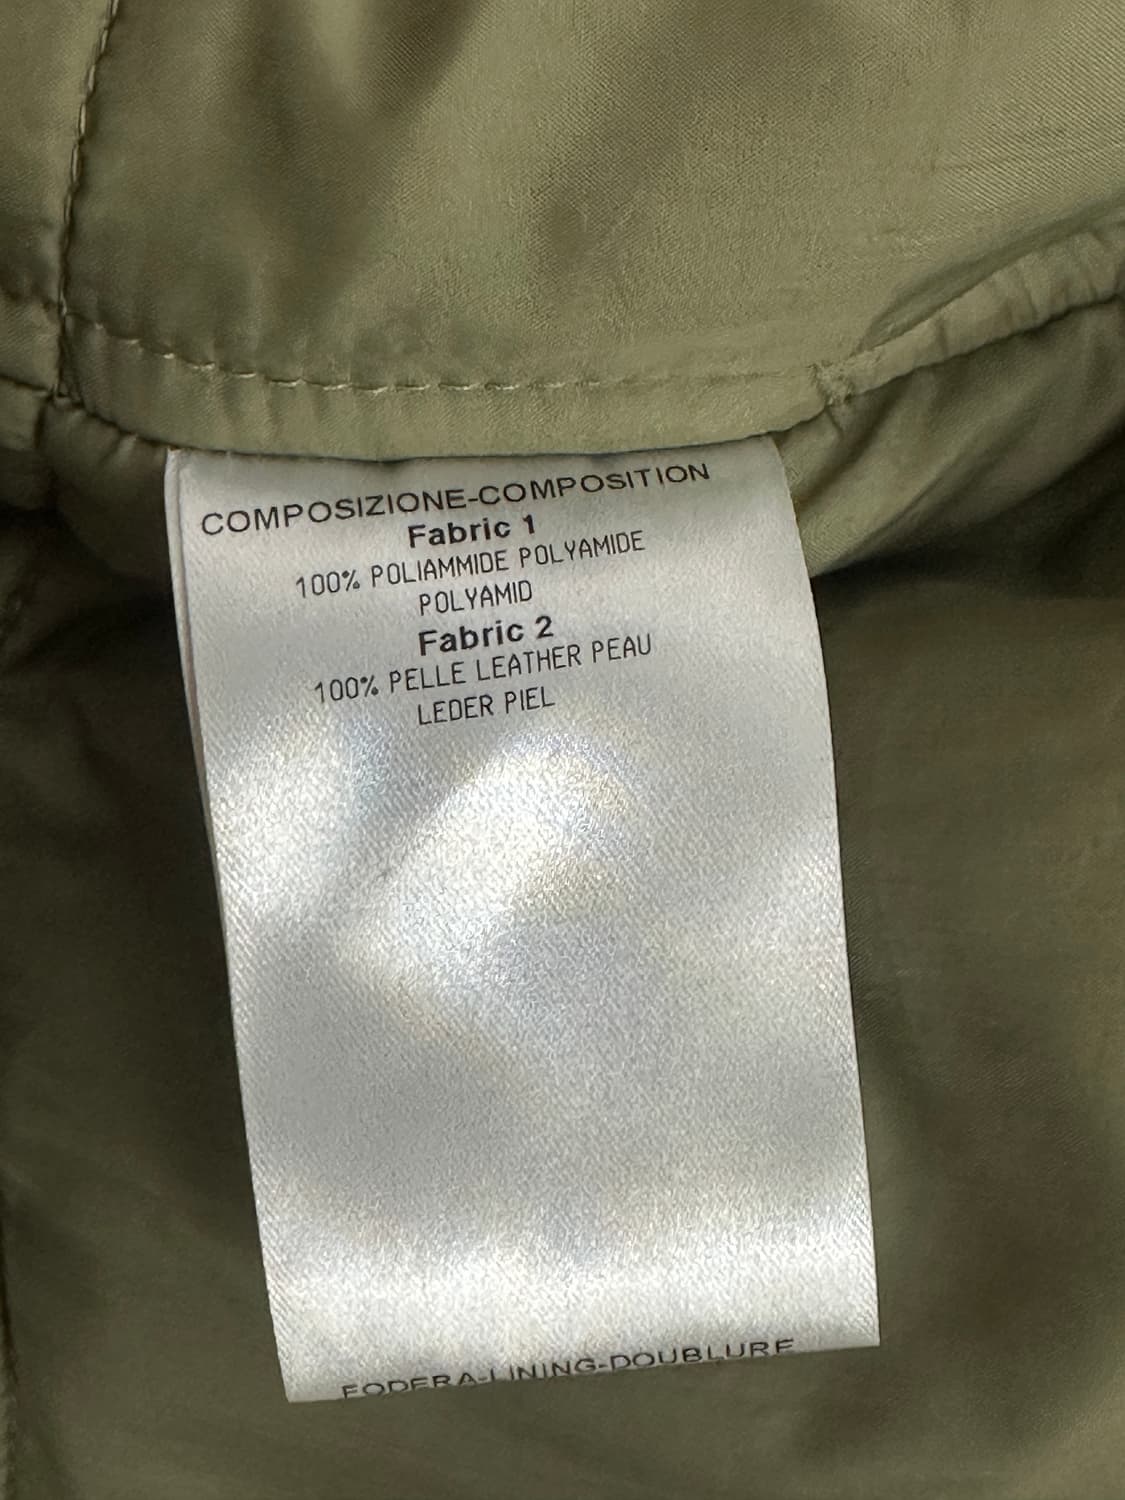 COMPOSIZIONE-COMPOSITION
Fabric 1
100% POLIAMMIDE POLYAMIDE
POLYAMID
Fabric 2
100% PELLE LEATHER PEAU
LEDER PIEL
FODERA-LINING-DOUBLURE